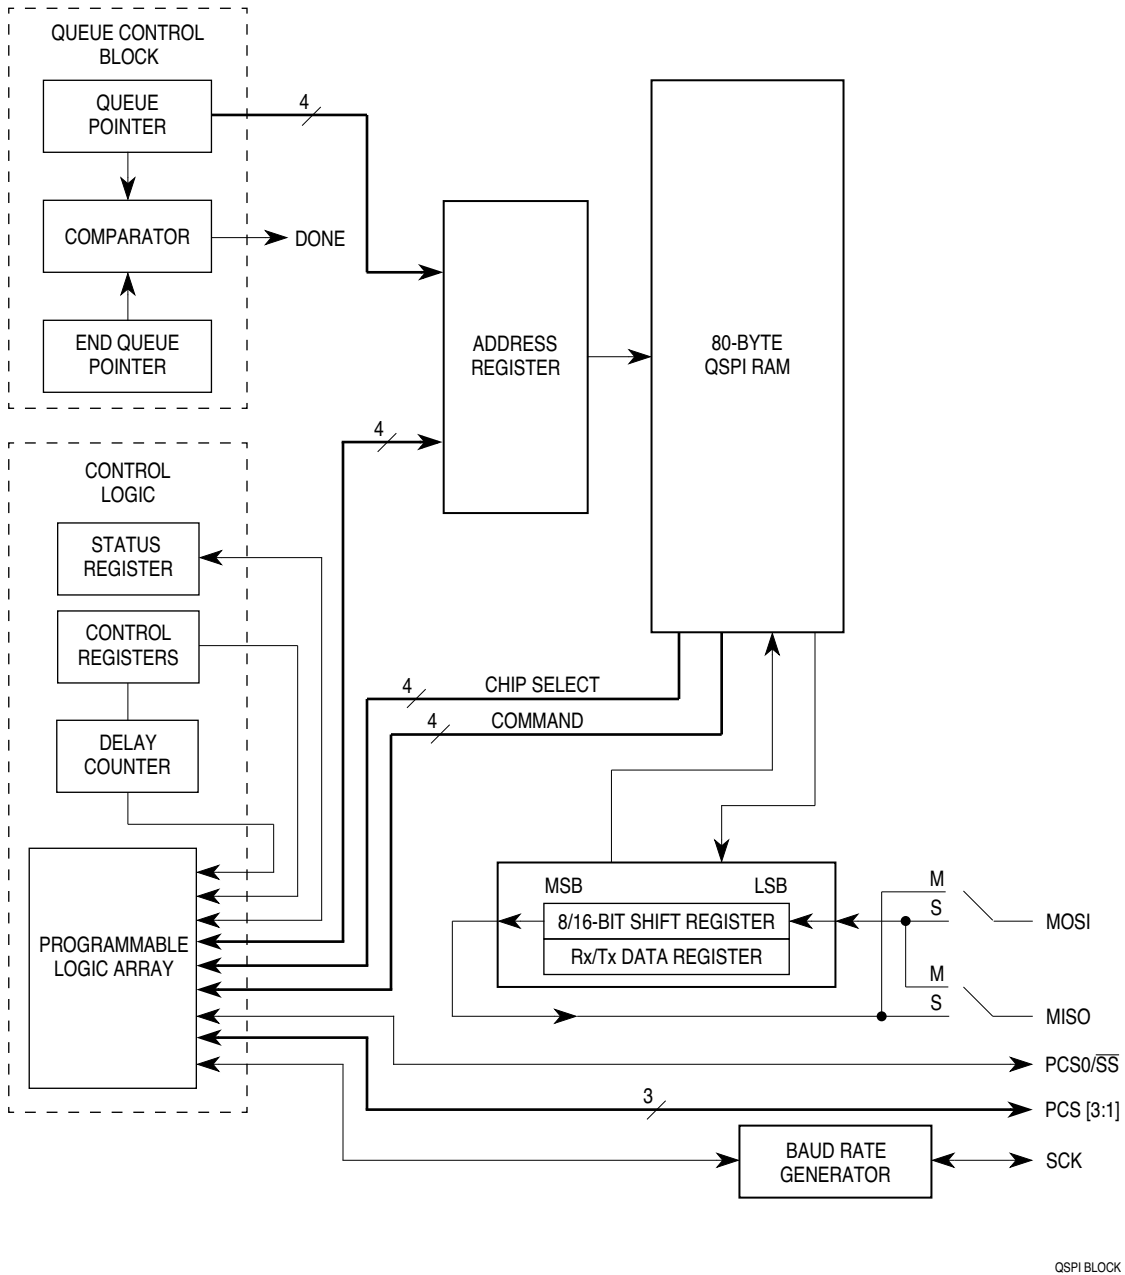 QUEUE CONTROL
BLOCK
QUEUE
POINTER
4
COMPARATOR
DONE
END QUEUE
POINTER
ADDRESS
REGISTER
80-BYTE
QSPI RAM
4
CONTROL
LOGIC
STATUS
REGISTER
CONTROL
REGISTERS
DELAY
COUNTER
4
CHIP SELECT
4
COMMAND
PROGRAMMABLE
LOGIC ARRAY
MSB
LSB
8/16-BIT SHIFT REGISTER
Rx/Tx DATA REGISTER
M
S
MOSI
M
S
MISO
PCS0/S̅S̅
3
PCS [3:1]
BAUD RATE
GENERATOR
SCK
QSPI BLOCK